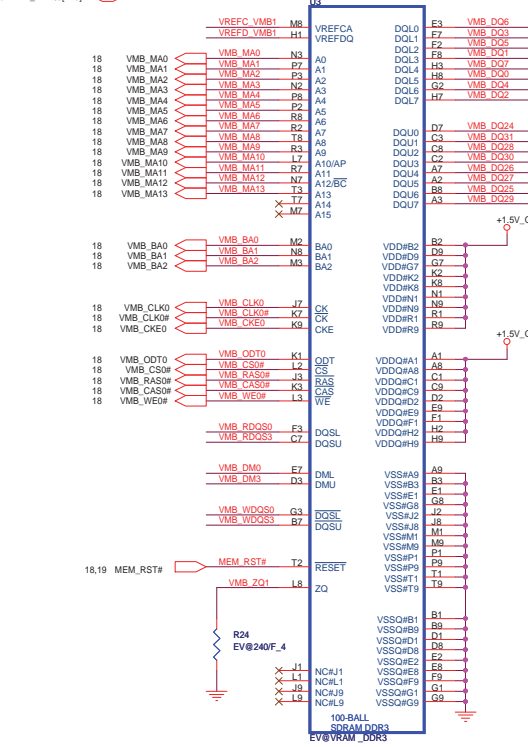 U3
VREFC_VMB1 M8 VREFCA DQL0 E3 VMB_DQ6
VREFD_VMB1 H1 VREFDQ DQL1 F7 VMB_DQ3
DQL2 F2 VMB_DQ5
18 VMB_MA0 VMB_MA0 N3 A0 DQL3 F8 VMB_DQ1
18 VMB_MA1 VMB_MA1 P7 A1 DQL4 H3 VMB_DQ7
18 VMB_MA2 VMB_MA2 P3 A2 DQL5 H8 VMB_DQ0
18 VMB_MA3 VMB_MA3 N2 A3 DQL6 G2 VMB_DQ4
18 VMB_MA4 VMB_MA4 P8 A4 DQL7 H7 VMB_DQ2
18 VMB_MA5 VMB_MA5 P2 A5
18 VMB_MA6 VMB_MA6 R8 A6
18 VMB_MA7 VMB_MA7 R2 A7 DQU0 D7 VMB_DQ24
18 VMB_MA8 VMB_MA8 T8 A8 DQU1 C3 VMB_DQ31
18 VMB_MA9 VMB_MA9 R3 A9 DQU2 C8 VMB_DQ28
18 VMB_MA10 VMB_MA10 L7 A10/AP DQU3 C2 VMB_DQ30
18 VMB_MA11 VMB_MA11 R7 A11 DQU4 A7 VMB_DQ26
18 VMB_MA12 VMB_MA12 N7 A12/BC DQU5 A2 VMB_DQ27
18 VMB_MA13 VMB_MA13 T3 A13 DQU6 B8 VMB_DQ25
T7 A14 DQU7 A3 VMB_DQ29
M7 A15
+1.5V_
18 VMB_BA0 VMB_BA0 M2 BA0 VDD#B2 B2
18 VMB_BA1 VMB_BA1 N8 BA1 VDD#D9 D9
18 VMB_BA2 VMB_BA2 M3 BA2 VDD#G7 G7
VDD#K2 K2
VDD#K8 K8
VDD#N1 N1
18 VMB_CLK0 VMB_CLK0 J7 CK VDD#N9 N9
18 VMB_CLK0# VMB_CLK0# K7 CK VDD#R1 R1
18 VMB_CKE0 VMB_CKE0 K9 CKE VDD#R9 R9
+1.5V_
18 VMB_ODT0 VMB_ODT0 K1 ODT VDDQ#A1 A1
18 VMB_CS0# VMB_CS0# L2 CS VDDQ#A8 A8
18 VMB_RAS0# VMB_RAS0# J3 RAS VDDQ#C1 C1
18 VMB_CAS0# VMB_CAS0# K3 CAS VDDQ#C9 C9
18 VMB_WE0# VMB_WE0# L3 WE VDDQ#D2 D2
VDDQ#E9 E9
VDDQ#F1 F1
VMB_RDQS0 F3 DQSL VDDQ#H2 H2
VMB_RDQS3 C7 DQSU VDDQ#H9 H9
VMB_DM0 E7 DML VSS#A9 A9
VMB_DM3 D3 DMU VSS#B3 B3
VSS#E1 E1
VSS#G8 G8
VMB_WDQS0 G3 DQSL VSS#J2 J2
VMB_WDQS3 B7 DQSU VSS#J8 J8
VSS#M1 M1
VSS#M9 M9
VSS#P1 P1
18,19 MEM_RST# MEM_RST# T2 RESET VSS#P9 P9
VSS#T1 T1
VMB_ZQ1 L8 ZQ VSS#T9 T9
VSSQ#B1 B1
VSSQ#B9 B9
R24 VSSQ#D1 D1
EV@240/F_4 VSSQ#D8 D8
VSSQ#E2 E2
J1 NC#J1 VSSQ#E8 E8
L1 NC#L1 VSSQ#F9 F9
J9 NC#J9 VSSQ#G1 G1
L9 NC#L9 VSSQ#G9 G9
100-BALL
SDRAM DDR3
EV@VRAM _DDR3